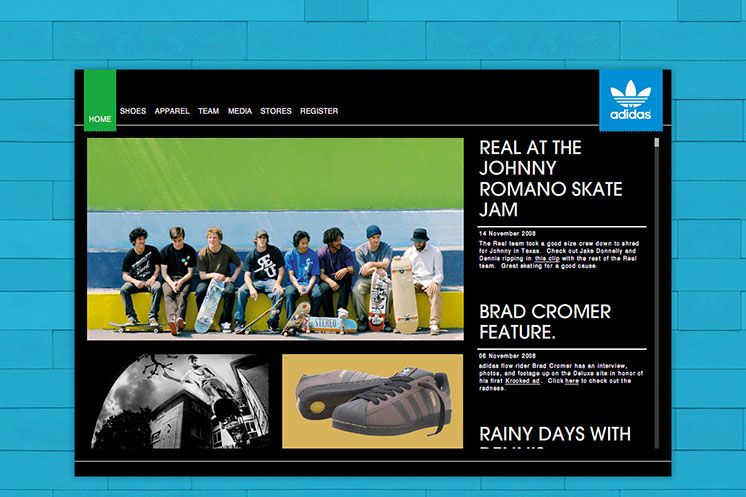 HOME
SHOES APPAREL TEAM MEDIA STORES REGISTER
adidas
REAL AT THE
JOHNNY
ROMANO SKATE
JAM
14 November 2008
The Real team took a good size crew down to shred
for Johnny in Texas. Check out Jake Donnelly and
Dennis ripping in this clip with the rest of the Real
team. Great skating for a good cause.
BRAD CROMER
FEATURE.
06 November 2008
adidas flow rider Brad Cromer has an interview,
photos, and footage up on the Deluxe site in honor of
his first Krooked ad. Click here to check out the
radness.
RAINY DAYS WITH
STEREO